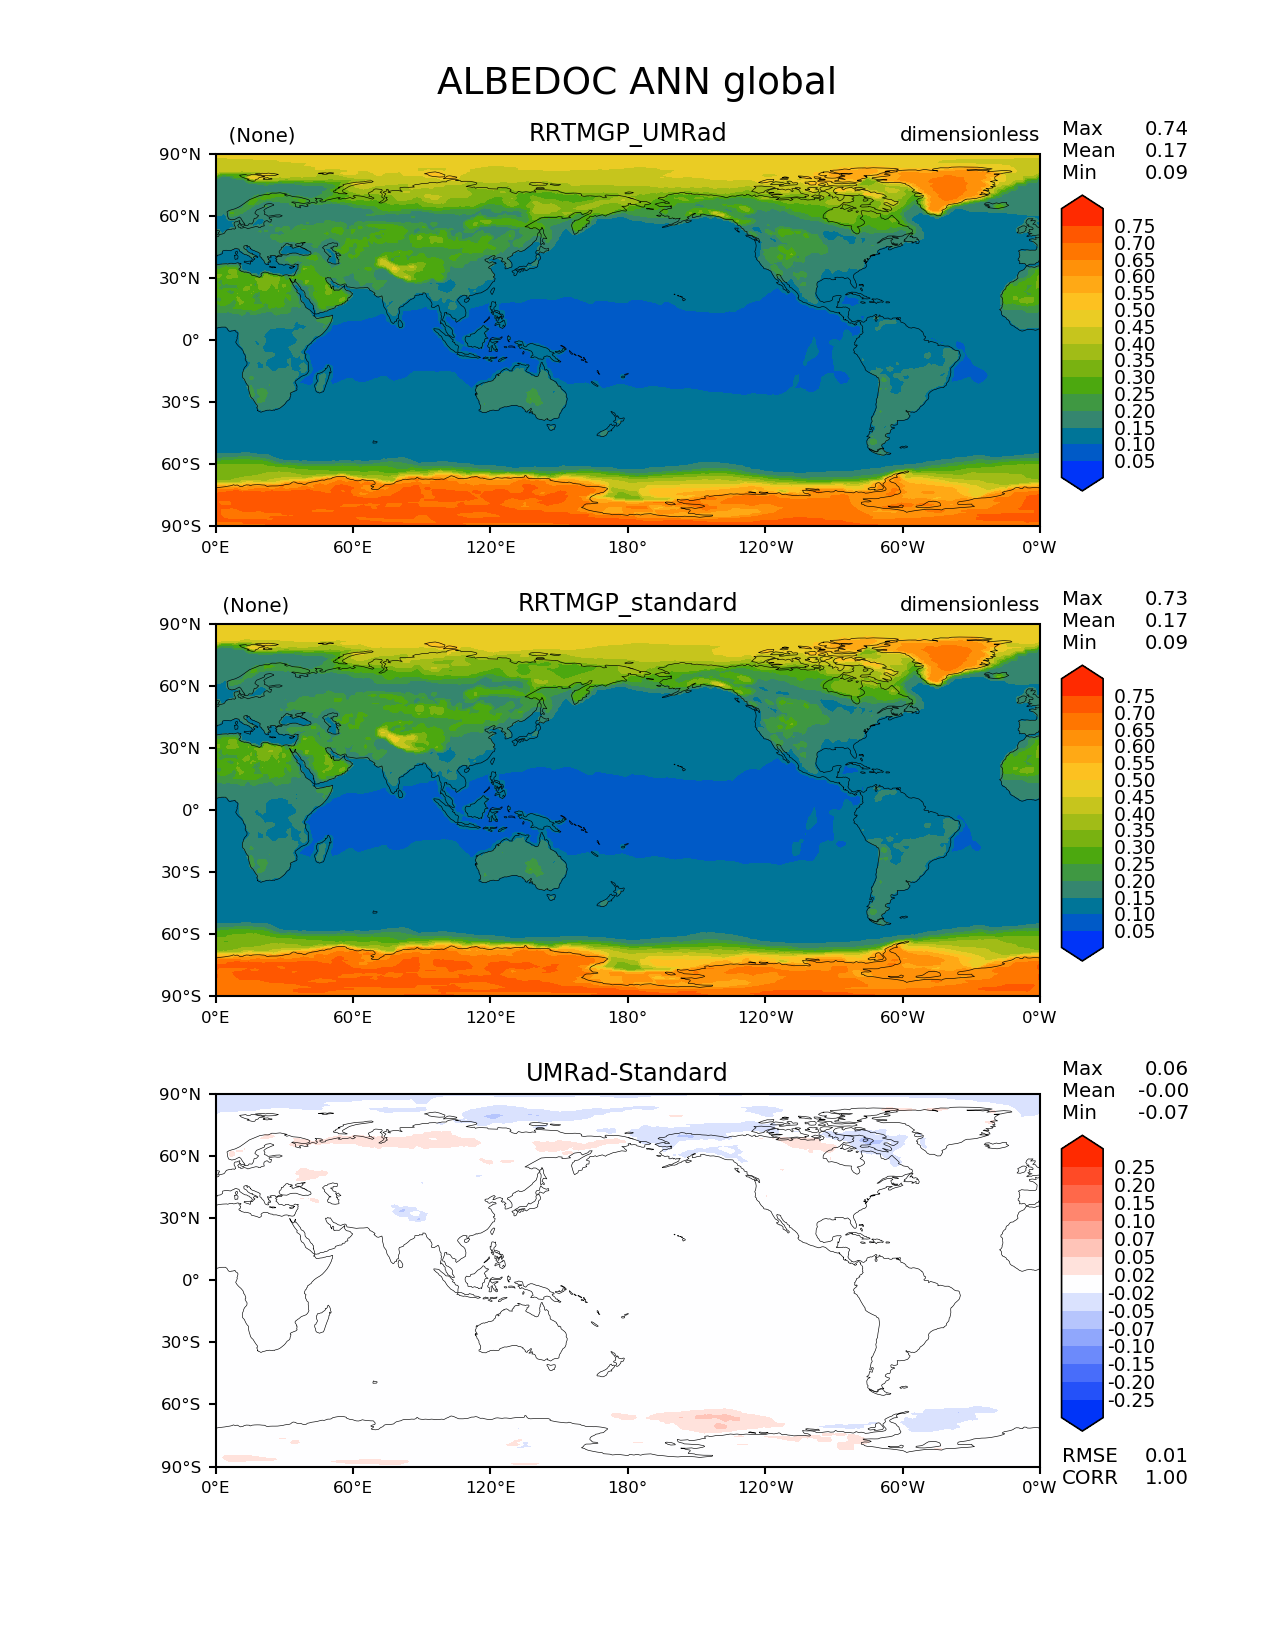 ALBEDOC ANN global
(None) RRTMGP_UMRad dimensionless
Max 0.74
Mean 0.17
Min 0.09
90°N
60°N
30°N
0°
30°S
60°S
90°S
0°E 60°E 120°E 180° 120°W 60°W 0°W
0.75
0.70
0.65
0.60
0.55
0.50
0.45
0.40
0.35
0.30
0.25
0.20
0.15
0.10
0.05
(None) RRTMGP_standard dimensionless
Max 0.73
Mean 0.17
Min 0.09
90°N
60°N
30°N
0°
30°S
60°S
90°S
0°E 60°E 120°E 180° 120°W 60°W 0°W
0.75
0.70
0.65
0.60
0.55
0.50
0.45
0.40
0.35
0.30
0.25
0.20
0.15
0.10
0.05
UMRad-Standard
Max 0.06
Mean -0.00
Min -0.07
90°N
60°N
30°N
0°
30°S
60°S
90°S
0°E 60°E 120°E 180° 120°W 60°W 0°W
0.25
0.20
0.15
0.10
0.07
0.05
0.02
-0.02
-0.05
-0.07
-0.10
-0.15
-0.20
-0.25
RMSE 0.01
CORR 1.00